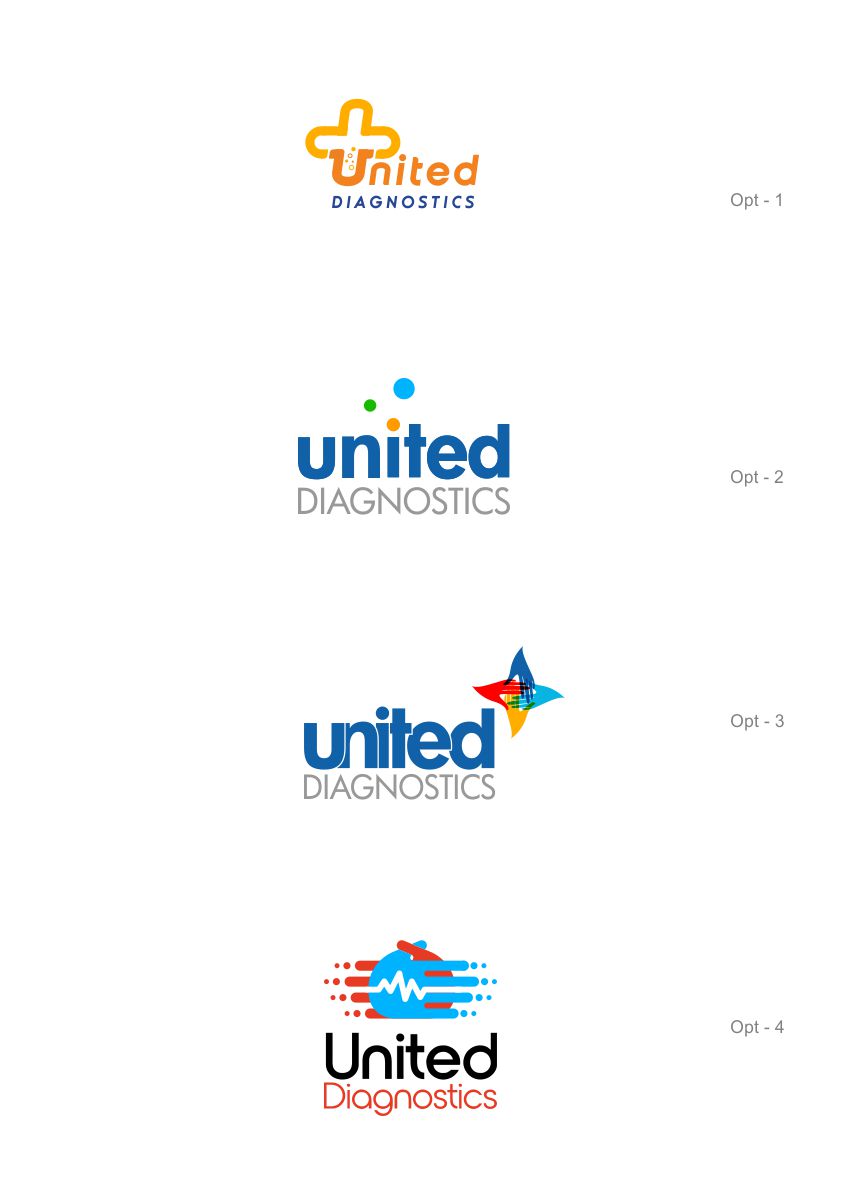 United
DIAGNOSTICS
Opt - 1
united
DIAGNOSTICS
Opt - 2
united
DIAGNOSTICS
Opt - 3
United
Diagnostics
Opt - 4